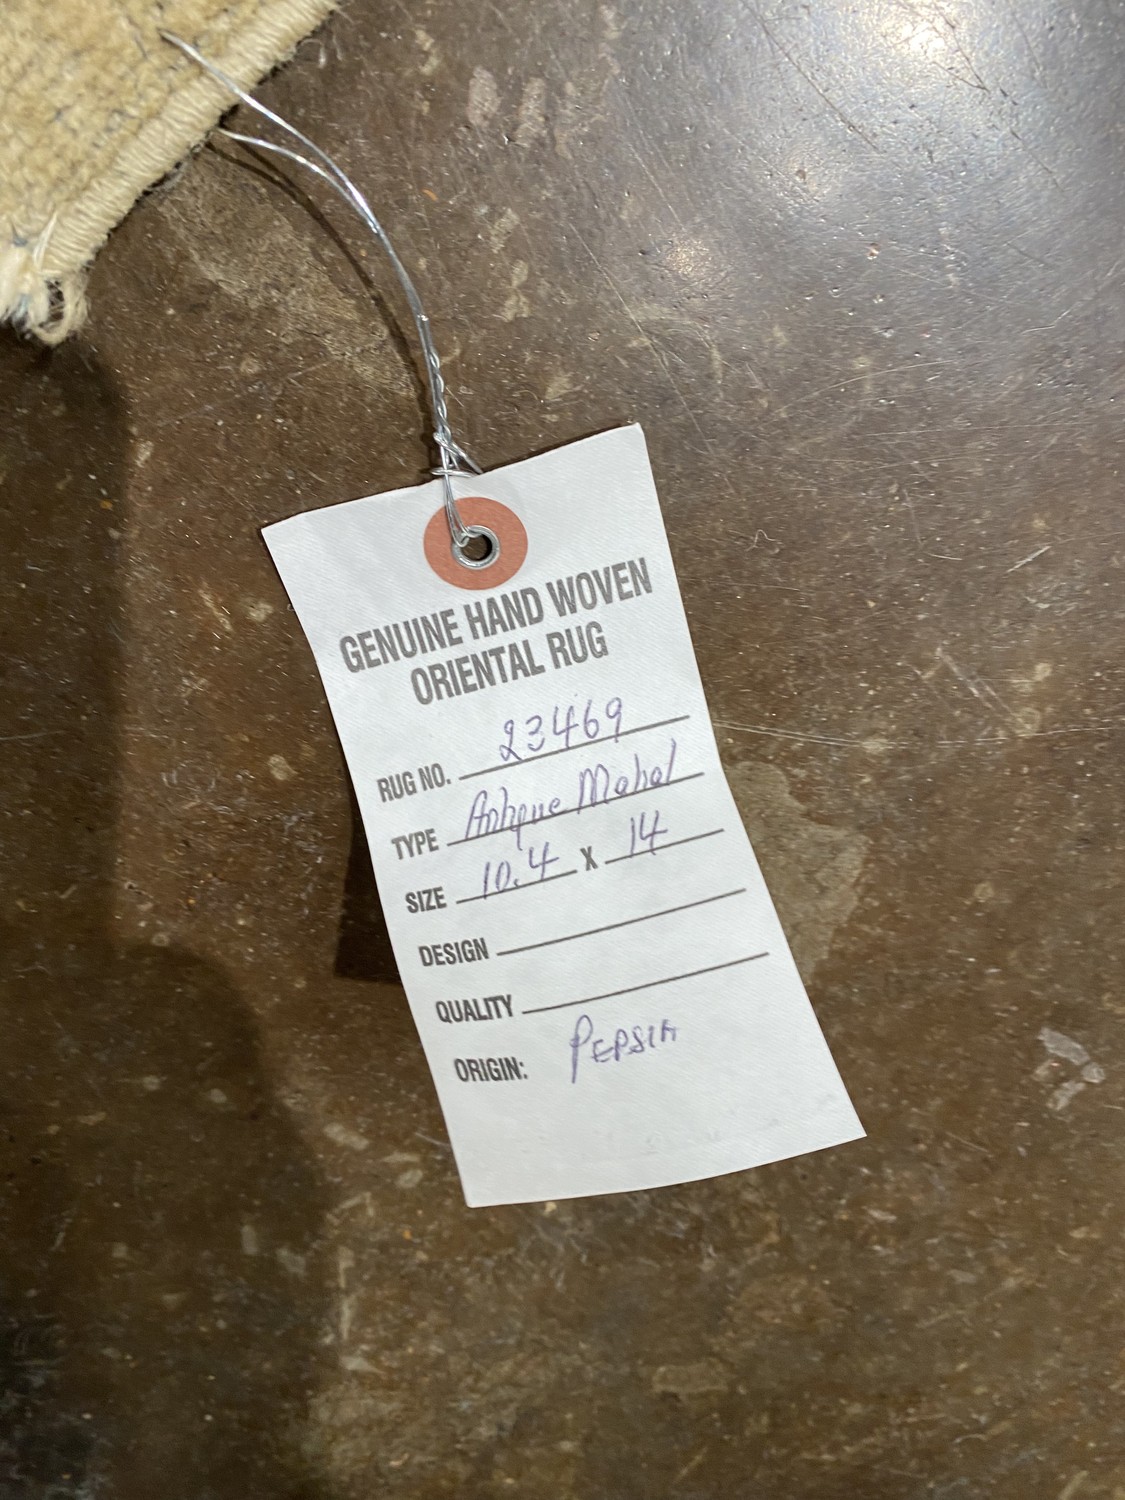 GENUINE HAND WOVEN
ORIENTAL RUG
RUG NO. 23469
TYPE Antique Mahal
SIZE 10.4 X 14
DESIGN
QUALITY
ORIGIN: PERSIA